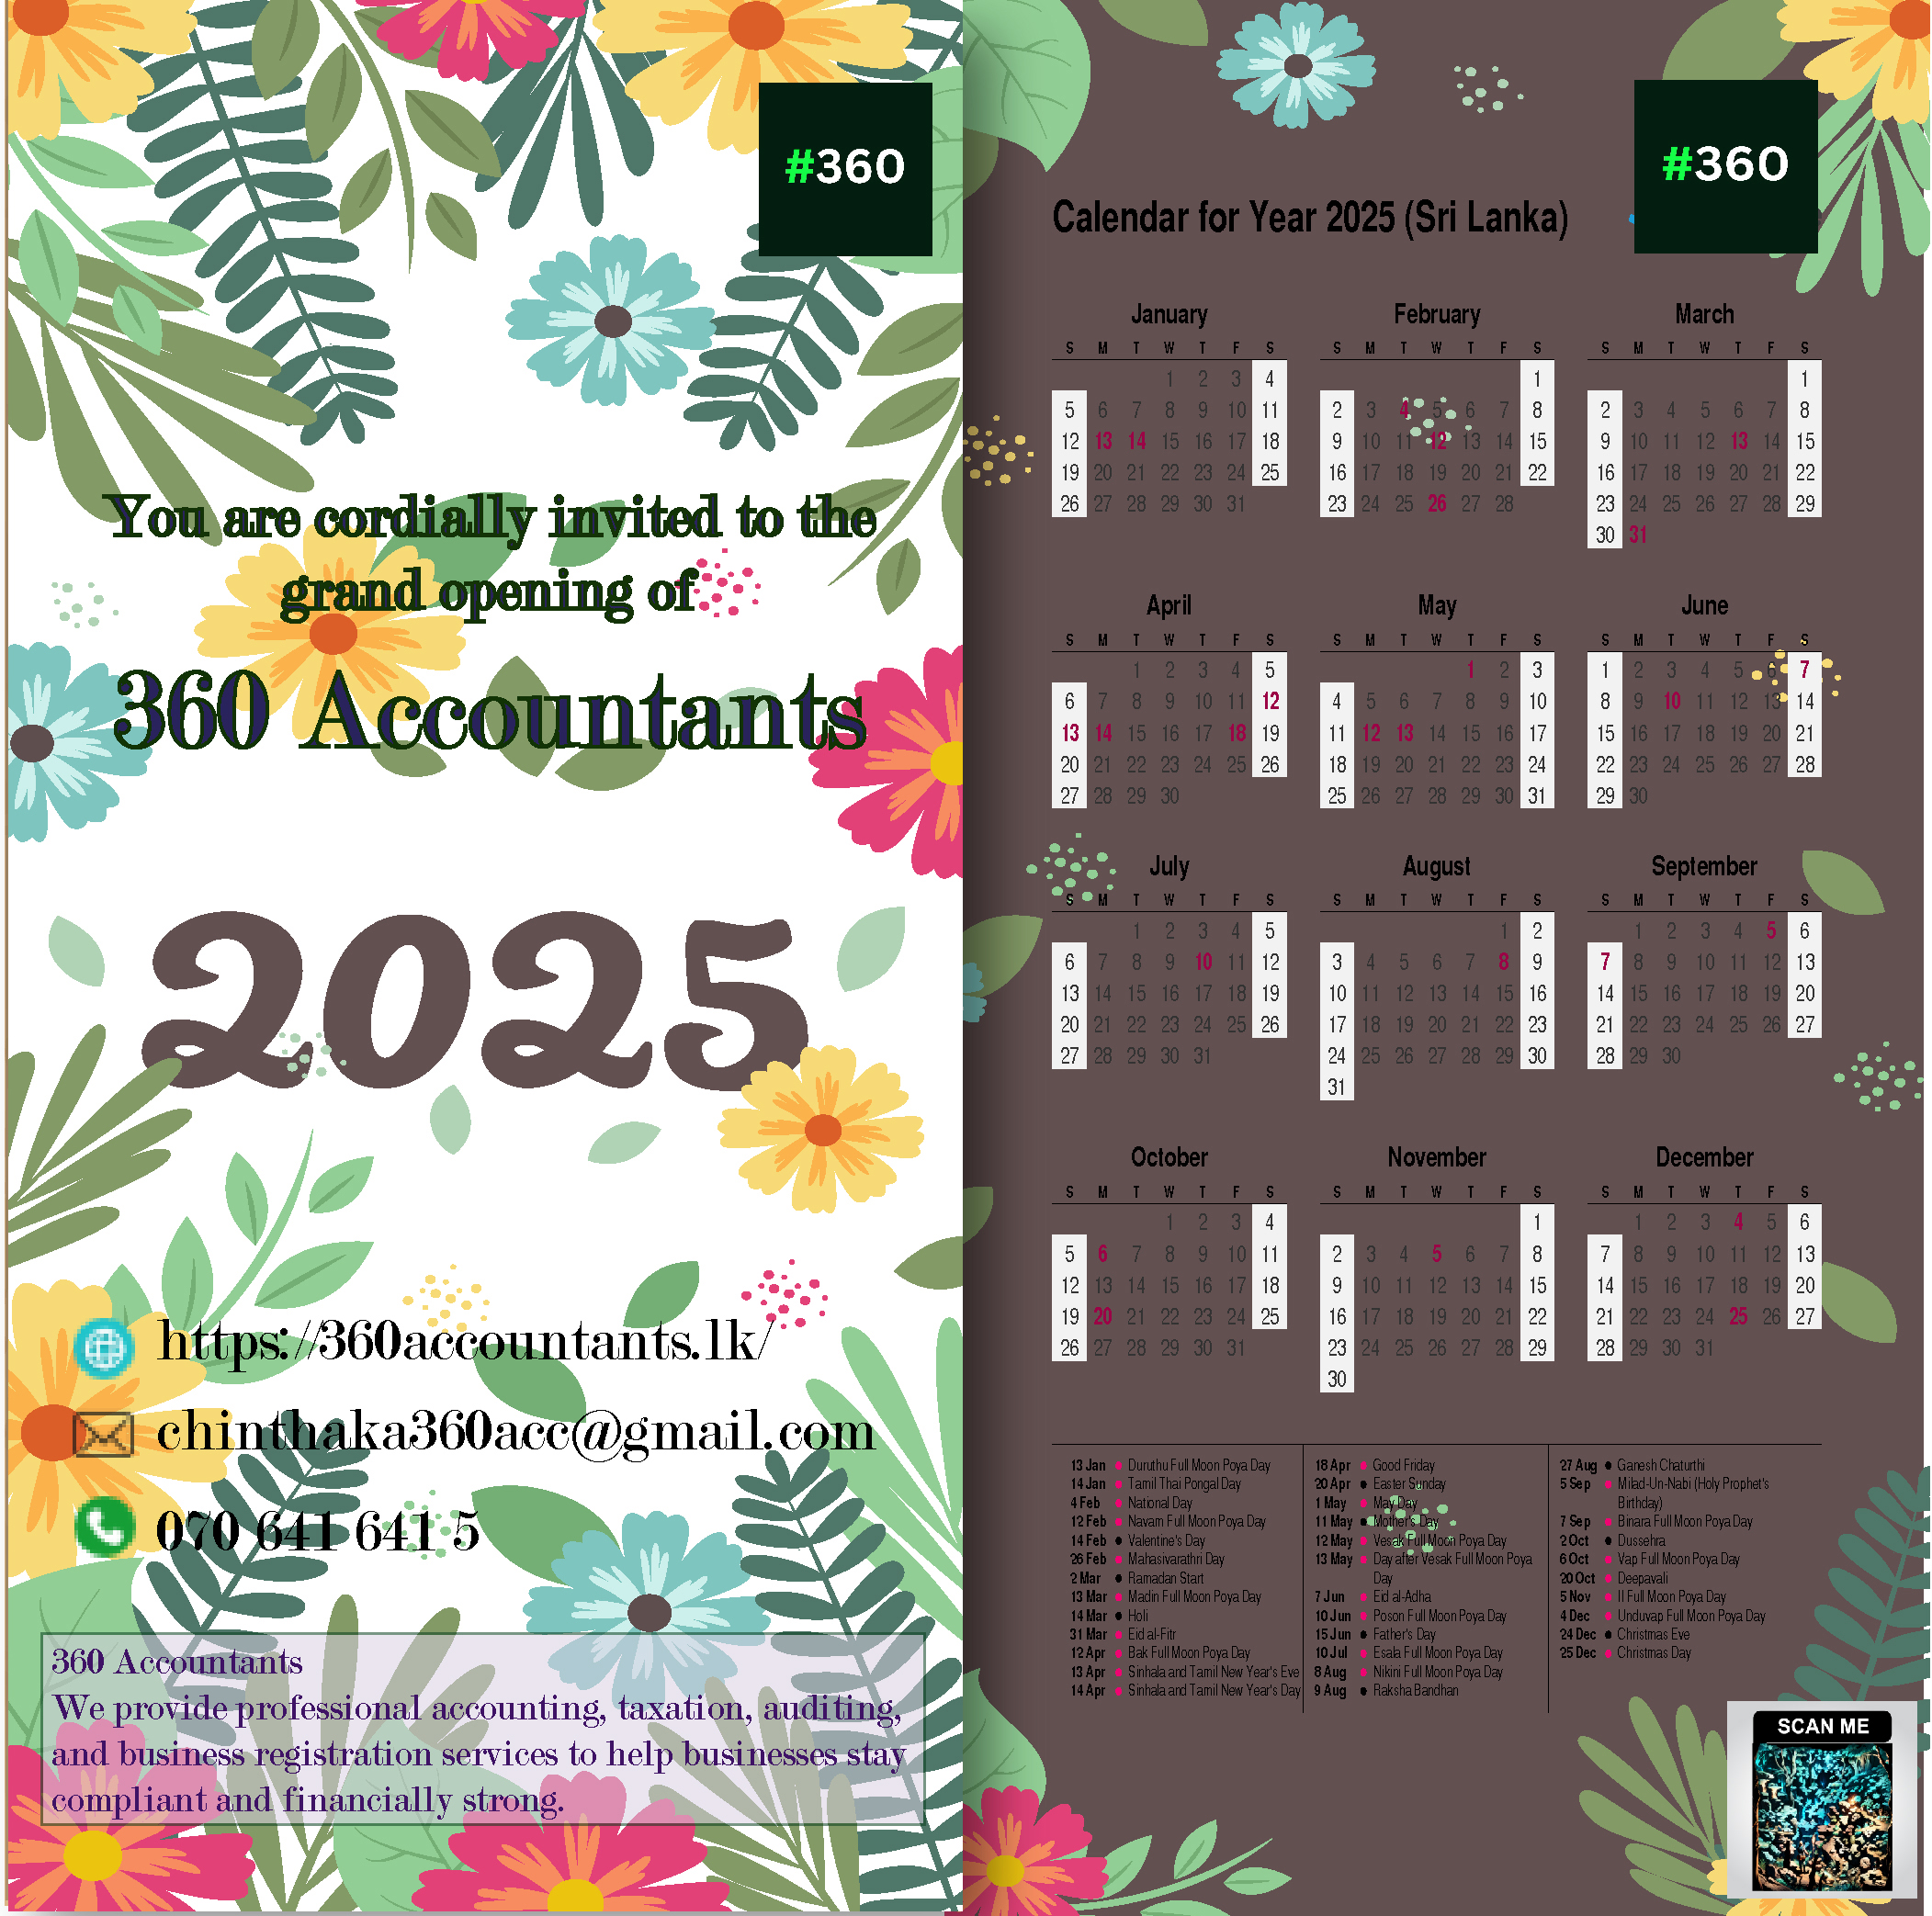 #360
You are cordially invited to the
grand opening of
360 Accountants
2025
https://360accountants.lk/
chinthaka360acc@gmail.com
070 641 641 5
360 Accountants
We provide professional accounting, taxation, auditing,
and business registration services to help businesses stay
compliant and financially strong.
#360
Calendar for Year 2025 (Sri Lanka)
January
S M T W T F S
1 2 3 4
5 6 7 8 9 10 11
12 13 14 15 16 17 18
19 20 21 22 23 24 25
26 27 28 29 30 31
February
S M T W T F S
1
2 3 4 5 6 7 8
9 10 11 12 13 14 15
16 17 18 19 20 21 22
23 24 25 26 27 28
March
S M T W T F S
1
2 3 4 5 6 7 8
9 10 11 12 13 14 15
16 17 18 19 20 21 22
23 24 25 26 27 28 29
30 31
April
S M T W T F S
1 2 3 4 5
6 7 8 9 10 11 12
13 14 15 16 17 18 19
20 21 22 23 24 25 26
27 28 29 30
May
S M T W T F S
1 2 3
4 5 6 7 8 9 10
11 12 13 14 15 16 17
18 19 20 21 22 23 24
25 26 27 28 29 30 31
June
S M T W T F S
1 2 3 4 5 6 7
8 9 10 11 12 13 14
15 16 17 18 19 20 21
22 23 24 25 26 27 28
29 30
July
S M T W T F S
1 2 3 4 5
6 7 8 9 10 11 12
13 14 15 16 17 18 19
20 21 22 23 24 25 26
27 28 29 30 31
August
S M T W T F S
1 2
3 4 5 6 7 8 9
10 11 12 13 14 15 16
17 18 19 20 21 22 23
24 25 26 27 28 29 30
31
September
S M T W T F S
1 2 3 4 5 6
7 8 9 10 11 12 13
14 15 16 17 18 19 20
21 22 23 24 25 26 27
28 29 30
October
S M T W T F S
1 2 3 4
5 6 7 8 9 10 11
12 13 14 15 16 17 18
19 20 21 22 23 24 25
26 27 28 29 30 31
November
S M T W T F S
1
2 3 4 5 6 7 8
9 10 11 12 13 14 15
16 17 18 19 20 21 22
23 24 25 26 27 28 29
30
December
S M T W T F S
1 2 3 4 5 6
7 8 9 10 11 12 13
14 15 16 17 18 19 20
21 22 23 24 25 26 27
28 29 30 31
13 Jan Duruthu Full Moon Poya Day
14 Jan Tamil Thai Pongal Day
4 Feb National Day
12 Feb Navam Full Moon Poya Day
14 Feb Valentine's Day
26 Feb Mahasivarathri Day
2 Mar Ramadan Start
13 Mar Madin Full Moon Poya Day
14 Mar Holi
31 Mar Eid al-Fitr
12 Apr Bak Full Moon Poya Day
13 Apr Sinhala and Tamil New Year's Eve
14 Apr Sinhala and Tamil New Year's Day
18 Apr Good Friday
20 Apr Easter Sunday
1 May May Day
11 May Mother's Day
12 May Vesak Full Moon Poya Day
13 May Day after Vesak Full Moon Poya
Day
7 Jun Eid al-Adha
10 Jun Poson Full Moon Poya Day
15 Jun Father's Day
10 Jul Esala Full Moon Poya Day
8 Aug Nikini Full Moon Poya Day
9 Aug Raksha Bandhan
27 Aug Ganesh Chaturthi
5 Sep Milad-Un-Nabi (Holy Prophet's
Birthday)
7 Sep Binara Full Moon Poya Day
2 Oct Dussehra
6 Oct Vap Full Moon Poya Day
20 Oct Deepavali
5 Nov Il Full Moon Poya Day
4 Dec Unduvap Full Moon Poya Day
24 Dec Christmas Eve
25 Dec Christmas Day
SCAN ME